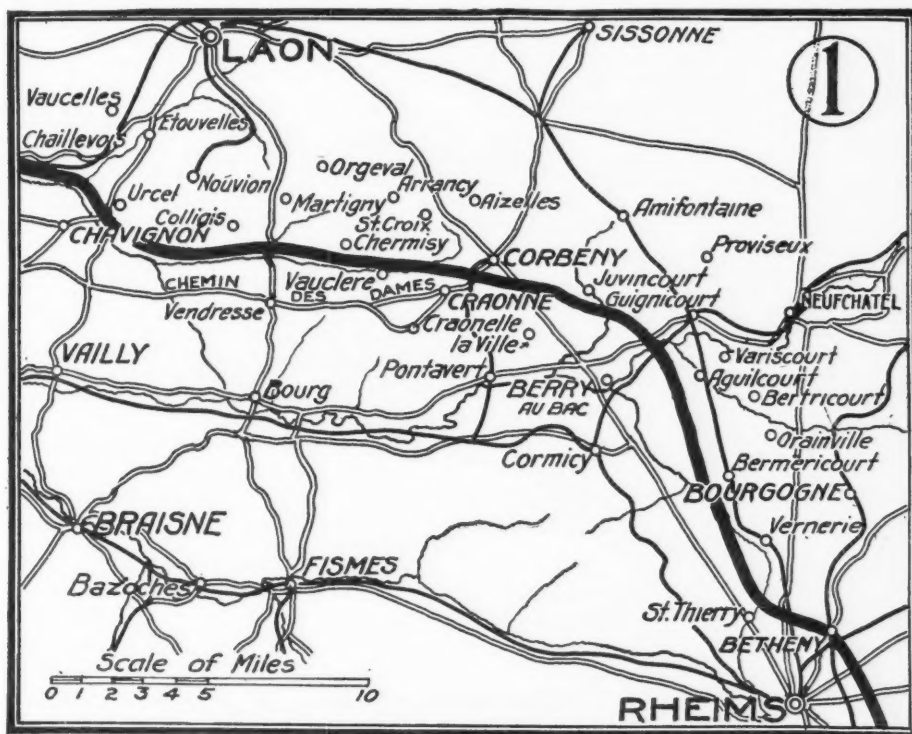 SISSONNE
LAON
1
Vaucelles
Chaillevois
Etouvelles
Orgeval
Nouvion
Arrancy
Urcel
Martigny
Aizelles
Amifontaine
Colligis
St. Croix
CHAVIGNON
Chermisy
Proviseux
CORBENY
Vauclere
Juvincourt
CHEMIN
DES
DAMES
CRAONNE
Guignicourt
NEUFCHATEL
Vendresse
Craonelle
la Ville
Variscourt
VAILLY
Pontavert
BERRY
AU BAC
Aguilcourt
Bertricourt
Bourg
Orainville
Cormicy
Berméricourt
BOURGOGNE
BRAISNE
Vernerie
FISMES
Bazoches
St. Thierry
BETHENY
Scale of Miles
0 1 2 3 4 5 10
RHEIMS